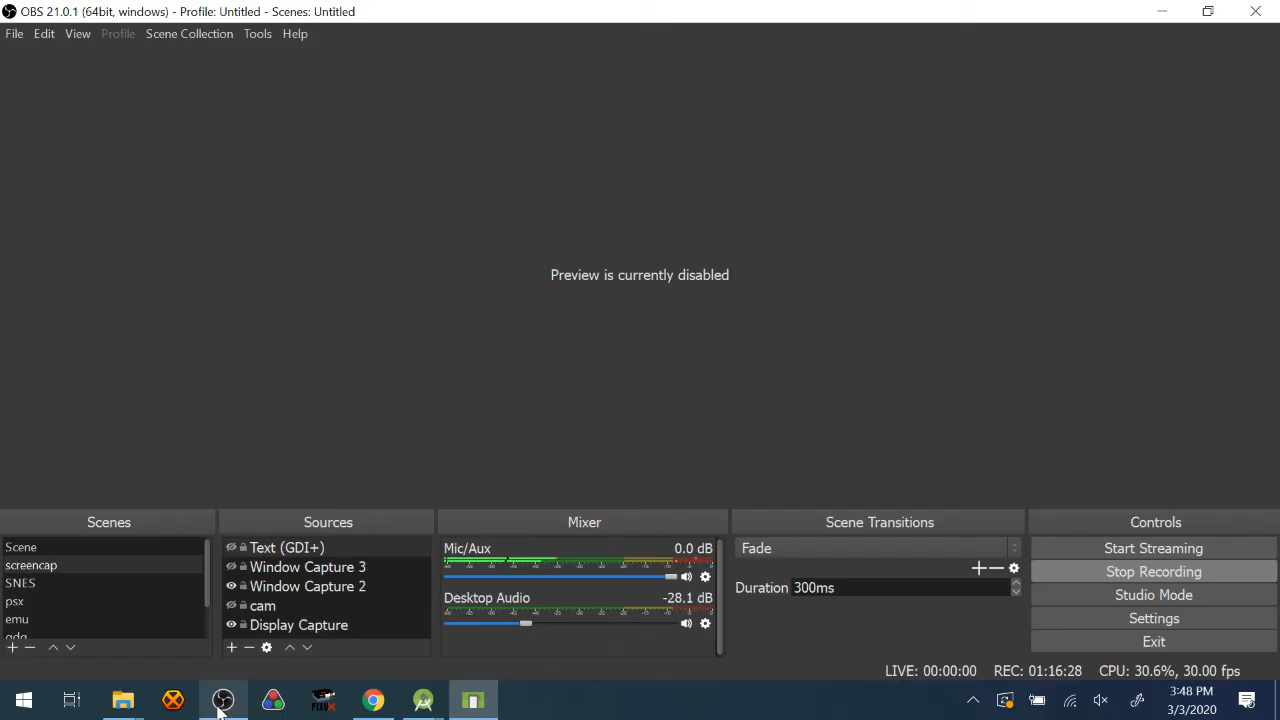 OBS 21.0.1 (64bit, windows) - Profile: Untitled - Scenes: Untitled
File Edit View Profile Scene Collection Tools Help
Preview is currently disabled
Scenes
Scene
screencap
SNES
psx
emu
gdq
Sources
Text (GDI+)
Window Capture 3
Window Capture 2
cam
Display Capture
Mixer
Mic/Aux 0.0 dB
Desktop Audio -28.1 dB
Scene Transitions
Fade
Duration 300ms
Controls
Start Streaming
Stop Recording
Studio Mode
Settings
Exit
LIVE: 00:00:00 REC: 01:16:28 CPU: 30.6%, 30.00 fps
FLEUX
3:48 PM
3/3/2020